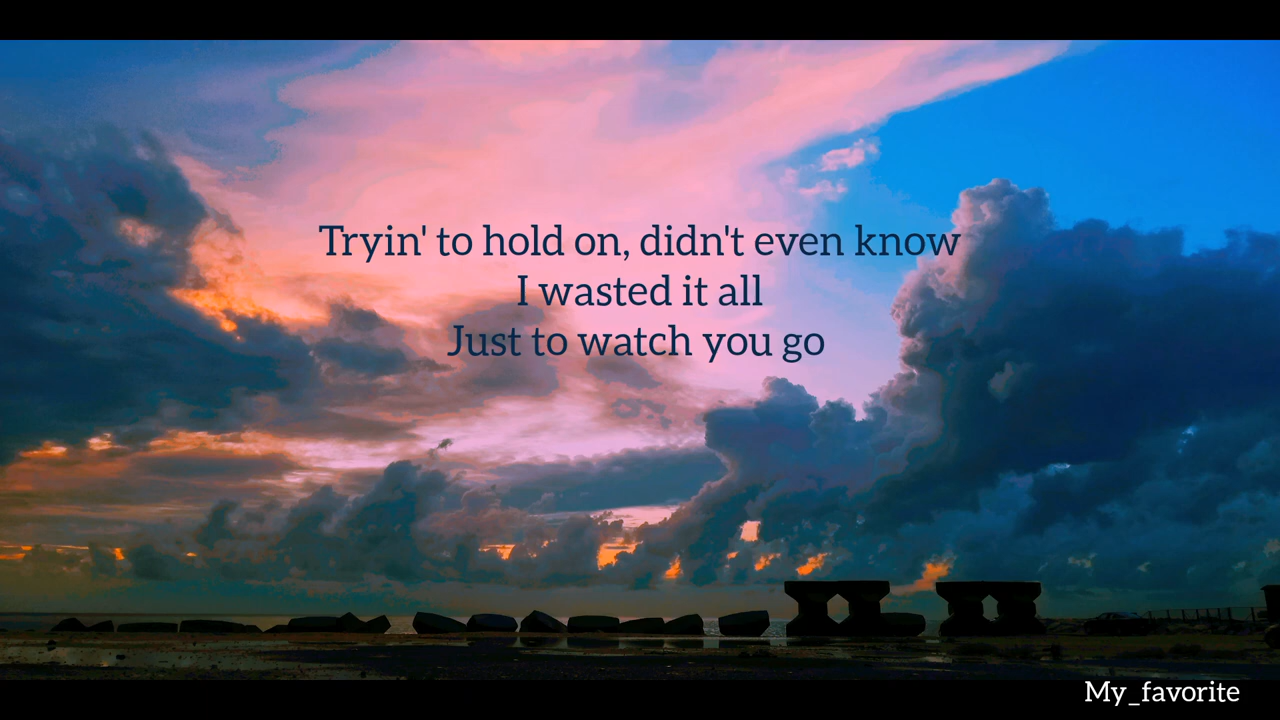 Tryin' to hold on, didn't even know
I wasted it all
Just to watch you go
My_favorite